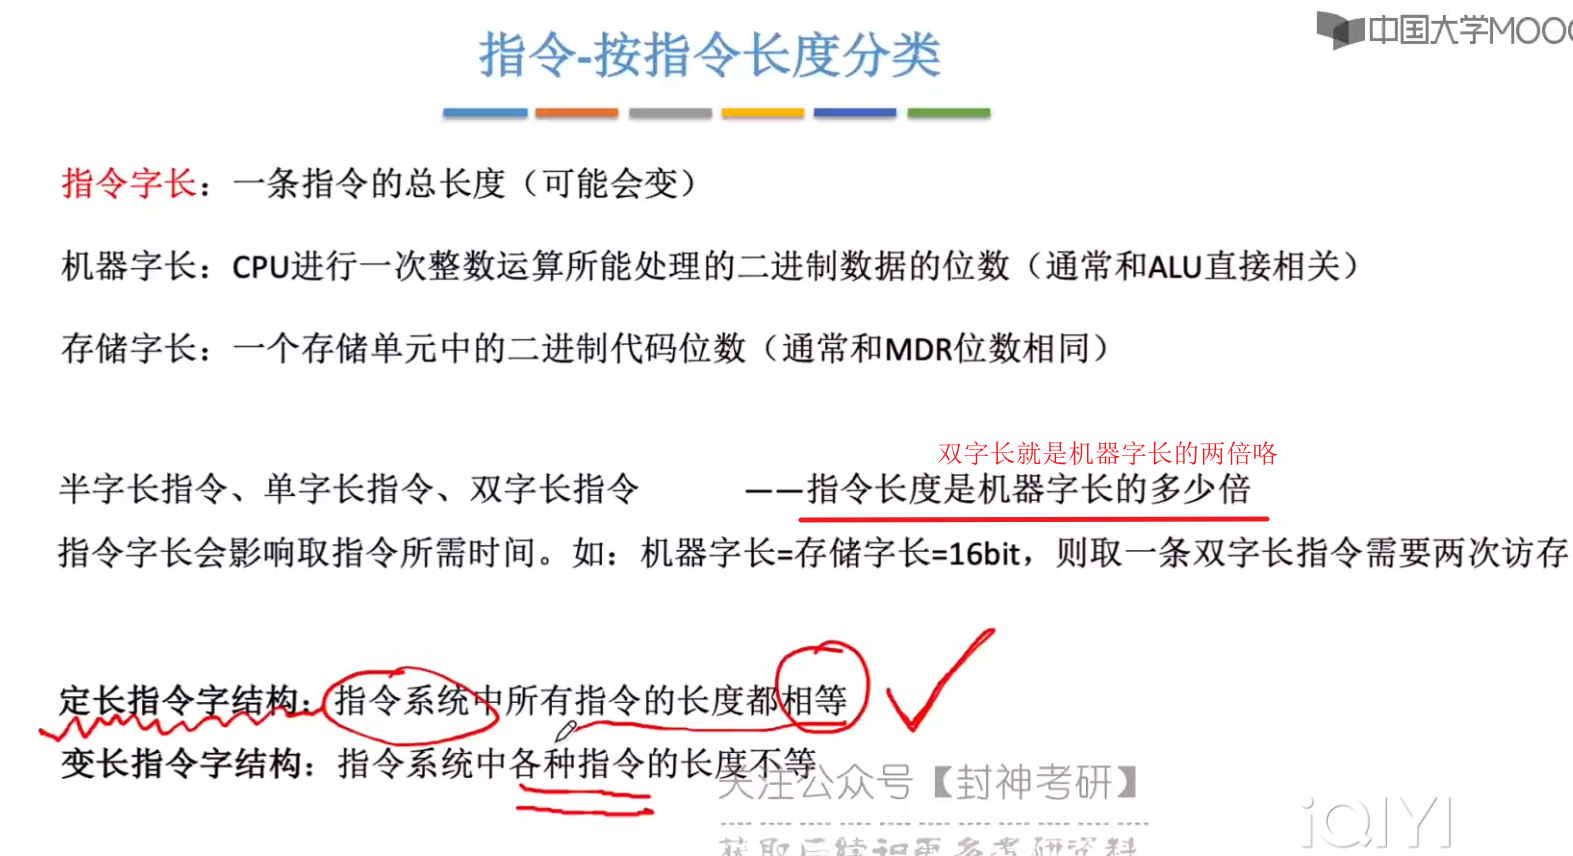 中国大学MOOC
指令-按指令长度分类
指令字长：一条指令的总长度（可能会变）
机器字长：CPU进行一次整数运算所能处理的二进制数据的位数（通常和ALU直接相关）
存储字长：一个存储单元中的二进制代码位数（通常和MDR位数相同）
双字长就是机器字长的两倍咯
半字长指令、单字长指令、双字长指令 ——指令长度是机器字长的多少倍
指令字长会影响取指令所需时间。如：机器字长=存储字长=16bit，则取一条双字长指令需要两次访存
定长指令字结构：指令系统中所有指令的长度都相等
变长指令字结构：指令系统中各种指令的长度不等
关注公众号【封神考研】
获取后续和更多考研资料
iQIYI